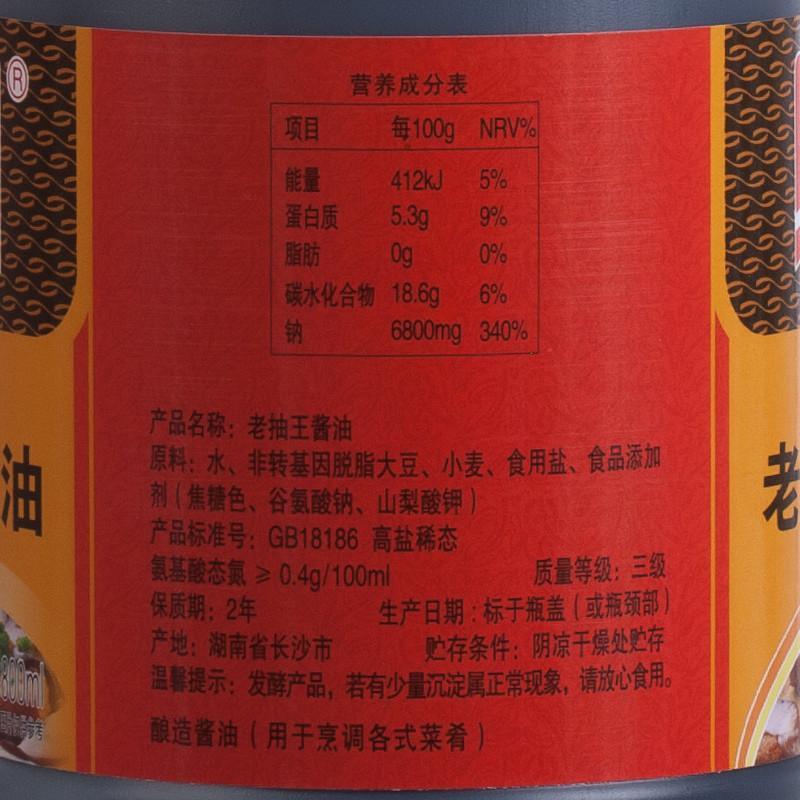 ®
营养成分表
项目 每100g NRV%
能量 412kJ 5%
蛋白质 5.3g 9%
脂肪 0g 0%
碳水化合物 18.6g 6%
钠 6800mg 340%
产品名称：老抽王酱油
原料：水、非转基因脱脂大豆、小麦、食用盐、食品添加
剂（焦糖色、谷氨酸钠、山梨酸钾）
产品标准号：GB18186 高盐稀态
氨基酸态氮 ≥ 0.4g/100ml 质量等级：三级
保质期：2年 生产日期：标于瓶盖（或瓶颈部）
产地：湖南省长沙市 贮存条件：阴凉干燥处贮存
温馨提示：发酵产品，若有少量沉淀属正常现象，请放心食用。
酿造酱油（用于烹调各式菜肴）
油
老
800ml